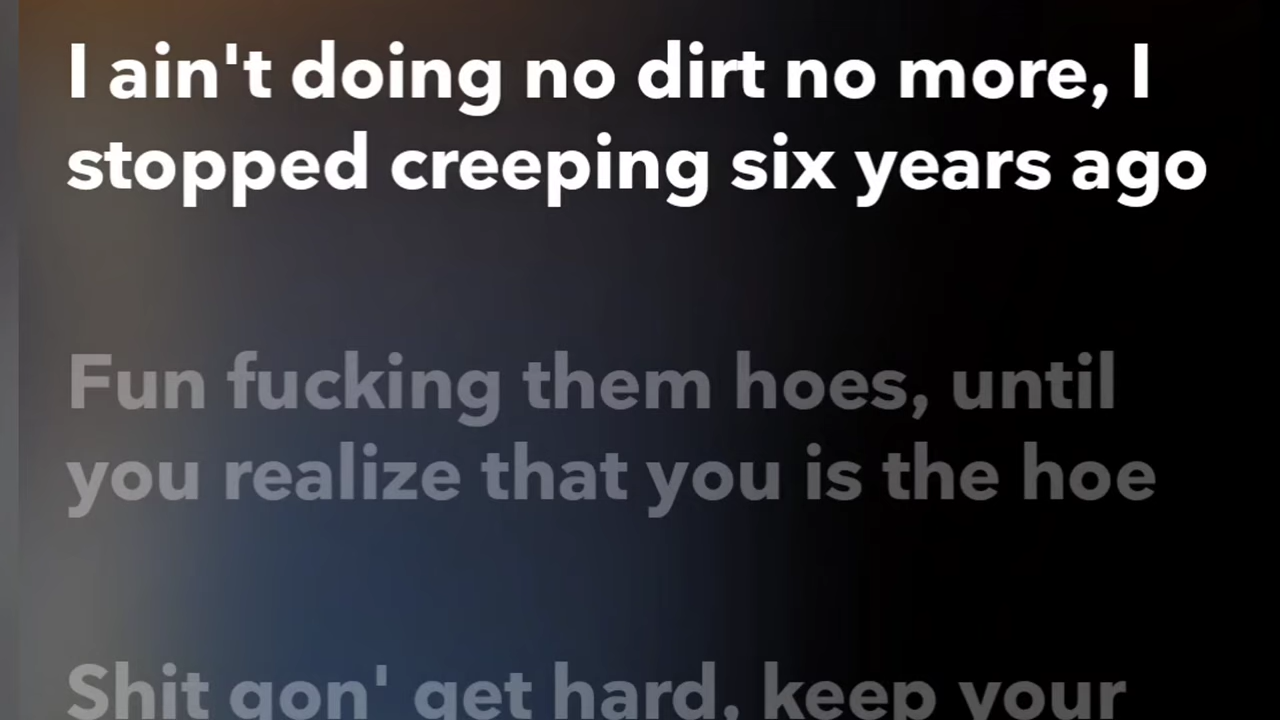 I ain't doing no dirt no more, I
stopped creeping six years ago
Fun fucking them hoes, until
you realize that you is the hoe
Shit gon' get hard, keep your